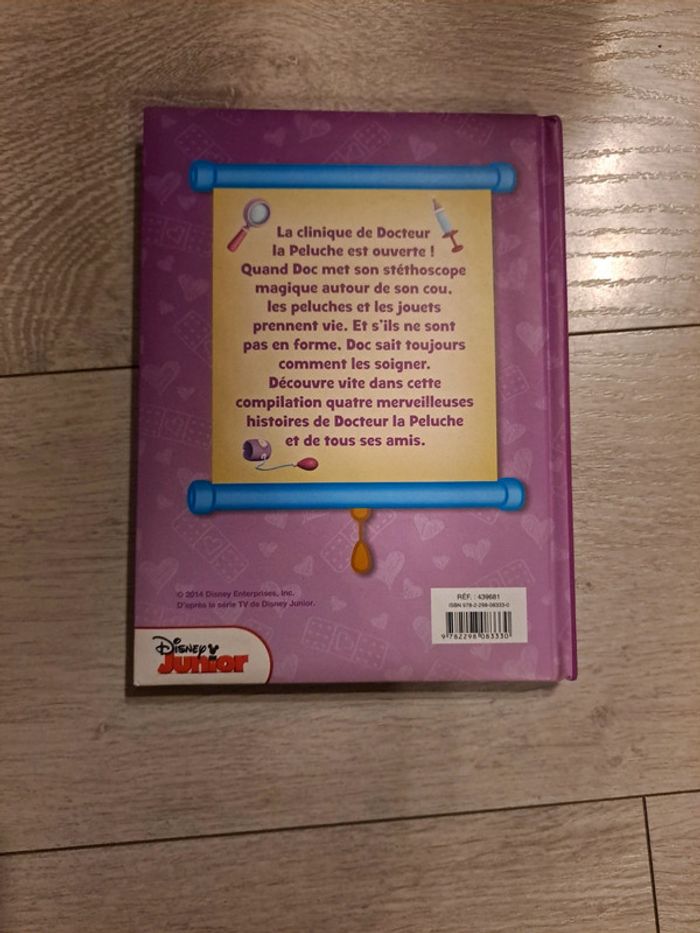 La clinique de Docteur
la Peluche est ouverte !
Quand Doc met son stéthoscope
magique autour de son cou,
les peluches et les jouets
prennent vie. Et s'ils ne sont
pas en forme, Doc sait toujours
comment les soigner.
Découvre vite dans cette
compilation quatre merveilleuses
histoires de Docteur la Peluche
et de tous ses amis.
© 2014 Disney Enterprises, Inc.
D'après la série TV de Disney Junior.
RÉF. : 439681
ISBN 978-2-298-08333-0
9 782298 083330
Disney
Junior